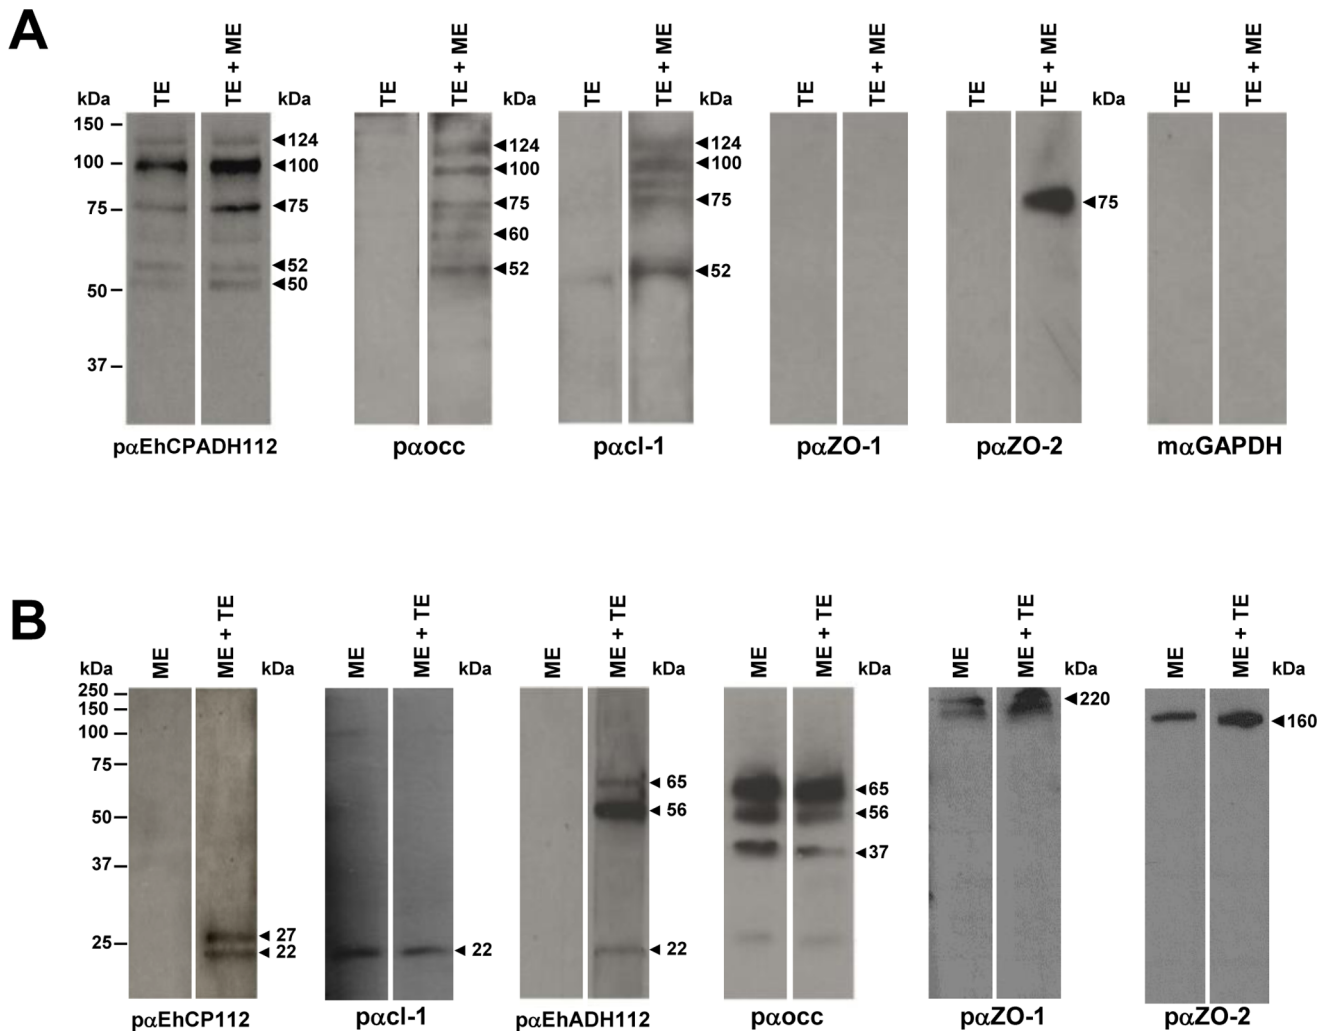 A
TE
TE + ME
TE
TE + ME
TE
TE + ME
TE
TE + ME
TE
TE + ME
TE
TE + ME
kDa
kDa
kDa
kDa
kDa
150
100
75
50
37
124
100
75
52
50
124
100
75
60
52
124
100
75
52
75
pαEhCPADH112
pαocc
pαcl-1
pαZO-1
pαZO-2
mαGAPDH
B
ME
ME + TE
ME
ME + TE
ME
ME + TE
ME
ME + TE
ME
ME + TE
ME
ME + TE
kDa
kDa
kDa
kDa
kDa
kDa
kDa
250
150
100
75
50
37
25
27
22
22
65
56
22
65
56
37
220
160
pαEhCP112
pαcl-1
pαEhADH112
pαocc
pαZO-1
pαZO-2